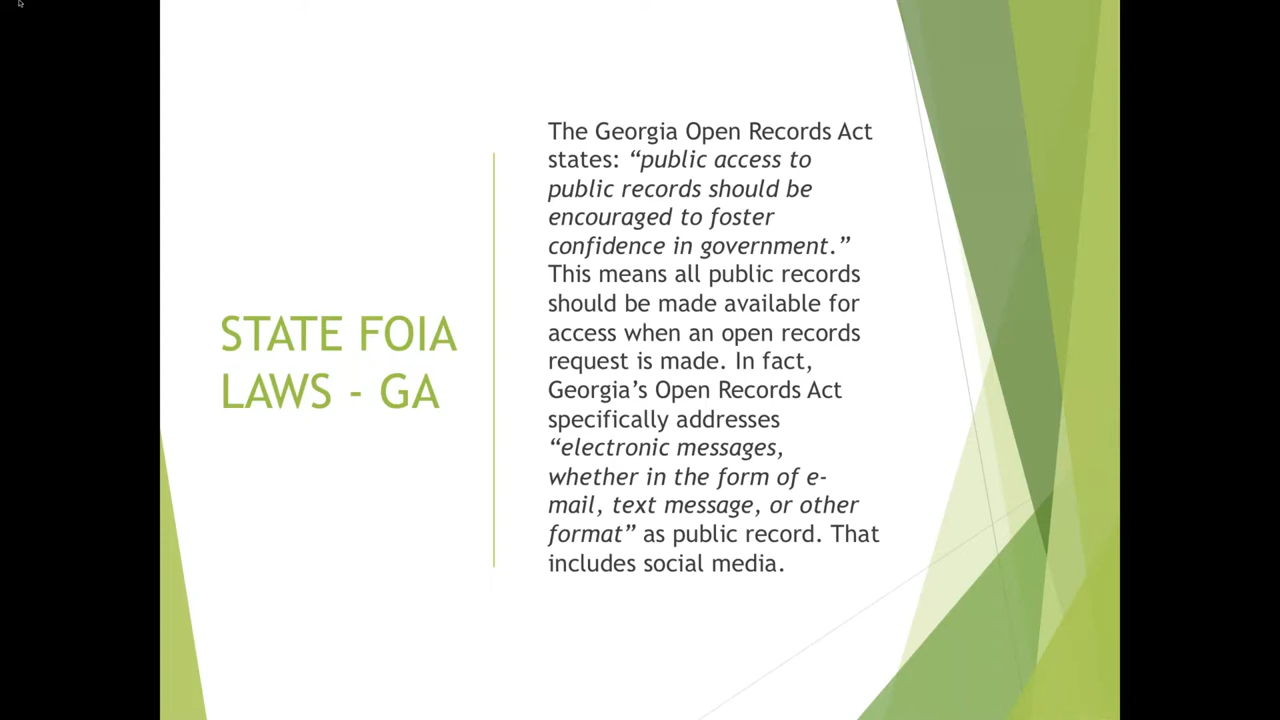 STATE FOIA
LAWS - GA
The Georgia Open Records Act
states: “public access to
public records should be
encouraged to foster
confidence in government.”
This means all public records
should be made available for
access when an open records
request is made. In fact,
Georgia’s Open Records Act
specifically addresses
“electronic messages,
whether in the form of e-
mail, text message, or other
format” as public record. That
includes social media.